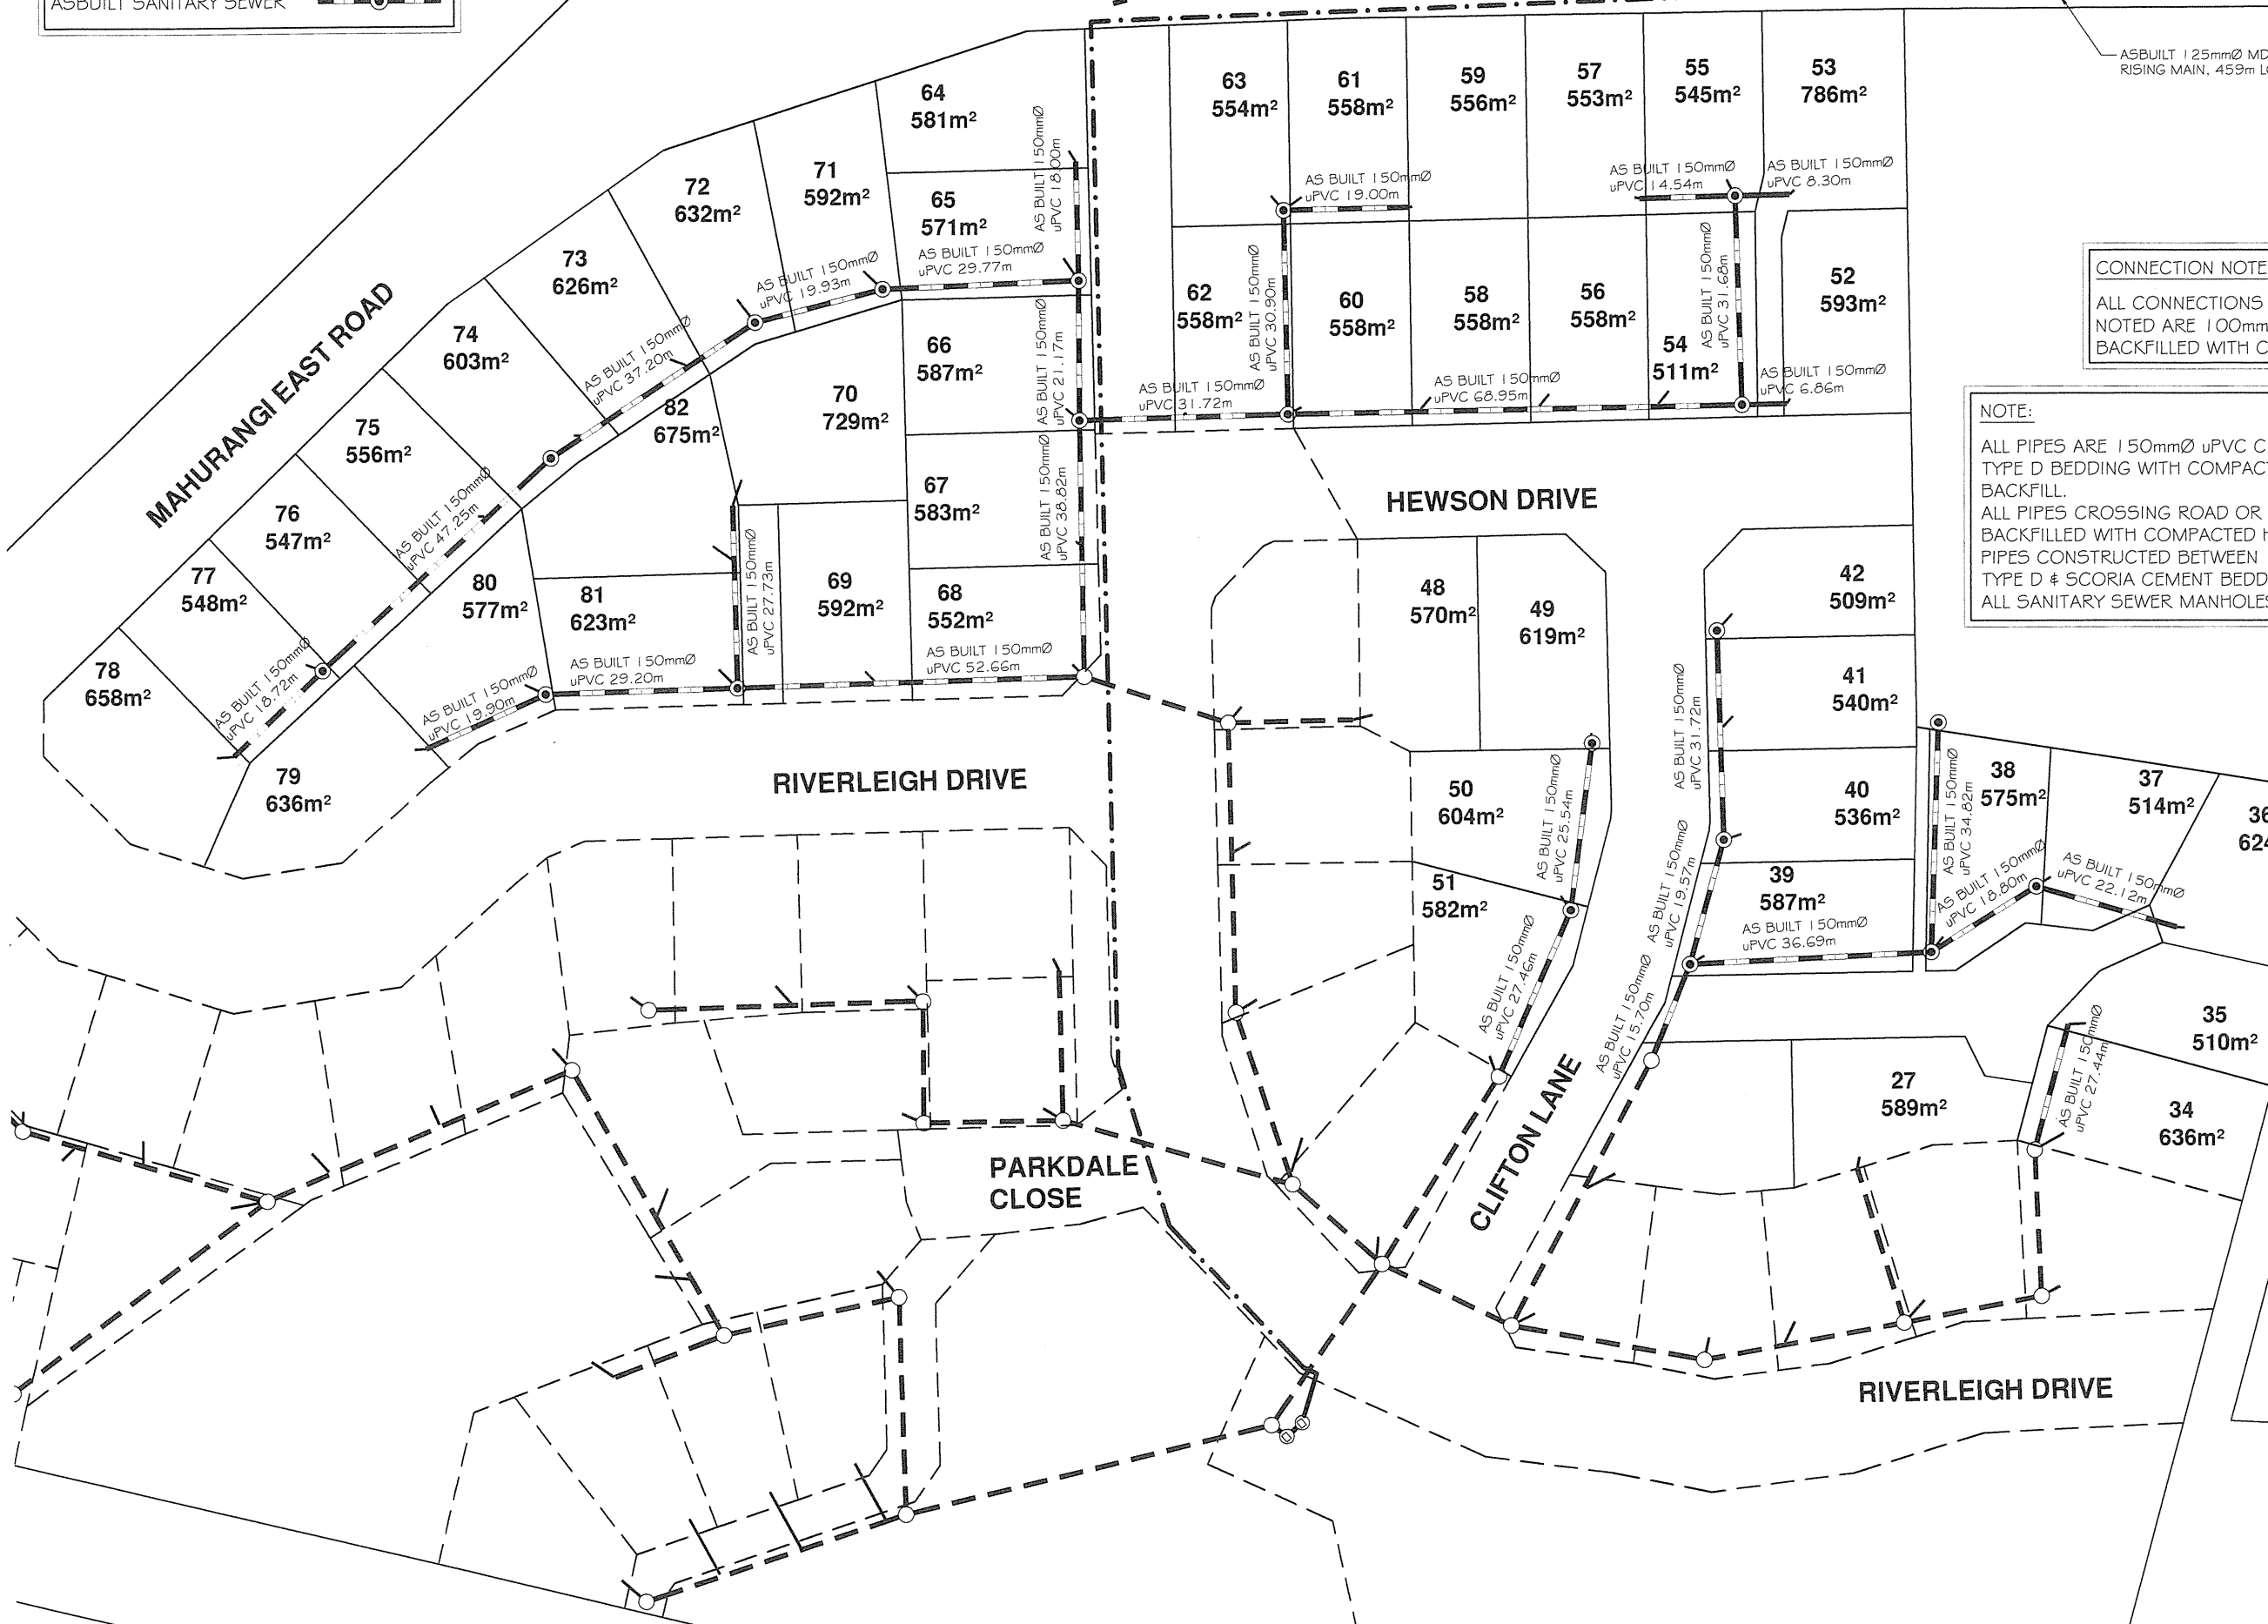 ASBUILT SANITARY SEWER
ASBUILT 125mmØ
RISING MAIN, 459m
64
581m²
63
554m²
61
558m²
59
556m²
57
553m²
55
545m²
53
786m²
AS BUILT 150mmØ
uPVC 18.00m
71
592m²
72
632m²
65
571m²
AS BUILT 150mmØ
uPVC 19.00m
AS BUILT 150mmØ
uPVC 14.54m
AS BUILT 150mmØ
uPVC 8.30m
73
626m²
AS BUILT 150mmØ
uPVC 19.93m
AS BUILT 150mmØ
uPVC 29.77m
62
558m²
AS BUILT 150mmØ
uPVC 30.90m
60
558m²
58
558m²
56
558m²
AS BUILT 150mmØ
uPVC 31.68m
52
593m²
CONNECTION NOTE
ALL CONNECTIONS
NOTED ARE 100mm
BACKFILLED WITH
MAHURANGI EAST ROAD
74
603m²
AS BUILT 150mmØ
uPVC 37.20m
66
587m²
AS BUILT 150mmØ
uPVC 21.17m
54
511m²
AS BUILT 150mmØ
uPVC 31.72m
AS BUILT 150mmØ
uPVC 68.95m
AS BUILT 150mmØ
uPVC 6.86m
82
675m²
70
729m²
75
556m²
NOTE:
ALL PIPES ARE 150mmØ uPVC
TYPE D BEDDING WITH
BACKFILL.
ALL PIPES CROSSING ROAD OR
BACKFILLED WITH COMPACTED
PIPES CONSTRUCTED BETWEEN
TYPE D & SCORIA CEMENT
ALL SANITARY SEWER
AS BUILT 150mmØ
uPVC 47.25m
67
583m²
AS BUILT 150mmØ
uPVC 38.82m
HEWSON DRIVE
76
547m²
77
548m²
80
577m²
81
623m²
AS BUILT 150mmØ
uPVC 27.73m
69
592m²
68
552m²
48
570m²
49
619m²
42
509m²
78
658m²
AS BUILT 150mmØ
uPVC 18.72m
AS BUILT 150mmØ
uPVC 19.90m
AS BUILT 150mmØ
uPVC 29.20m
AS BUILT 150mmØ
uPVC 52.66m
AS BUILT 150mmØ
uPVC 31.72m
41
540m²
79
636m²
RIVERLEIGH DRIVE
50
604m²
AS BUILT 150mmØ
uPVC 25.54m
40
536m²
AS BUILT 150mmØ
uPVC 34.82m
38
575m²
37
514m²
36
51
582m²
AS BUILT 150mmØ
uPVC 19.57m
39
587m²
AS BUILT 150mmØ
uPVC 36.69m
AS BUILT 150mmØ
uPVC 18.80m
AS BUILT 150mmØ
uPVC 22.12m
AS BUILT 150mmØ
uPVC 27.46m
AS BUILT 150mmØ
uPVC 15.70m
35
510m²
27
589m²
AS BUILT 150mmØ
uPVC 27.44m
34
636m²
PARKDALE
CLOSE
CLIFTON LANE
RIVERLEIGH DRIVE